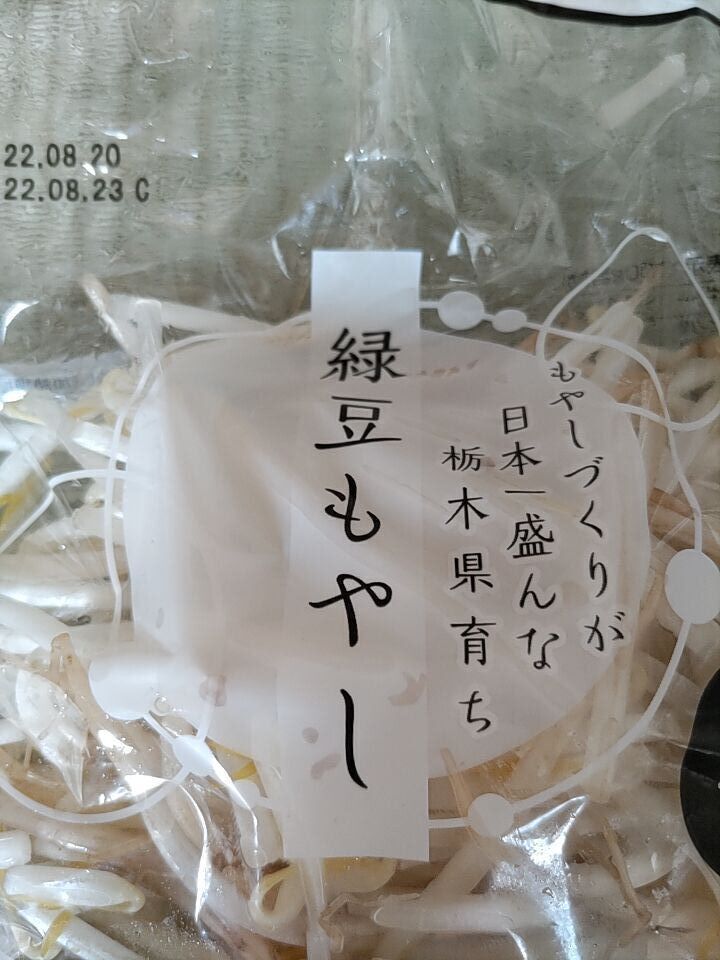 22.08 20
22.08.23 C
緑豆もやし
もやしづくりが
日本一盛んな
栃木県育ち